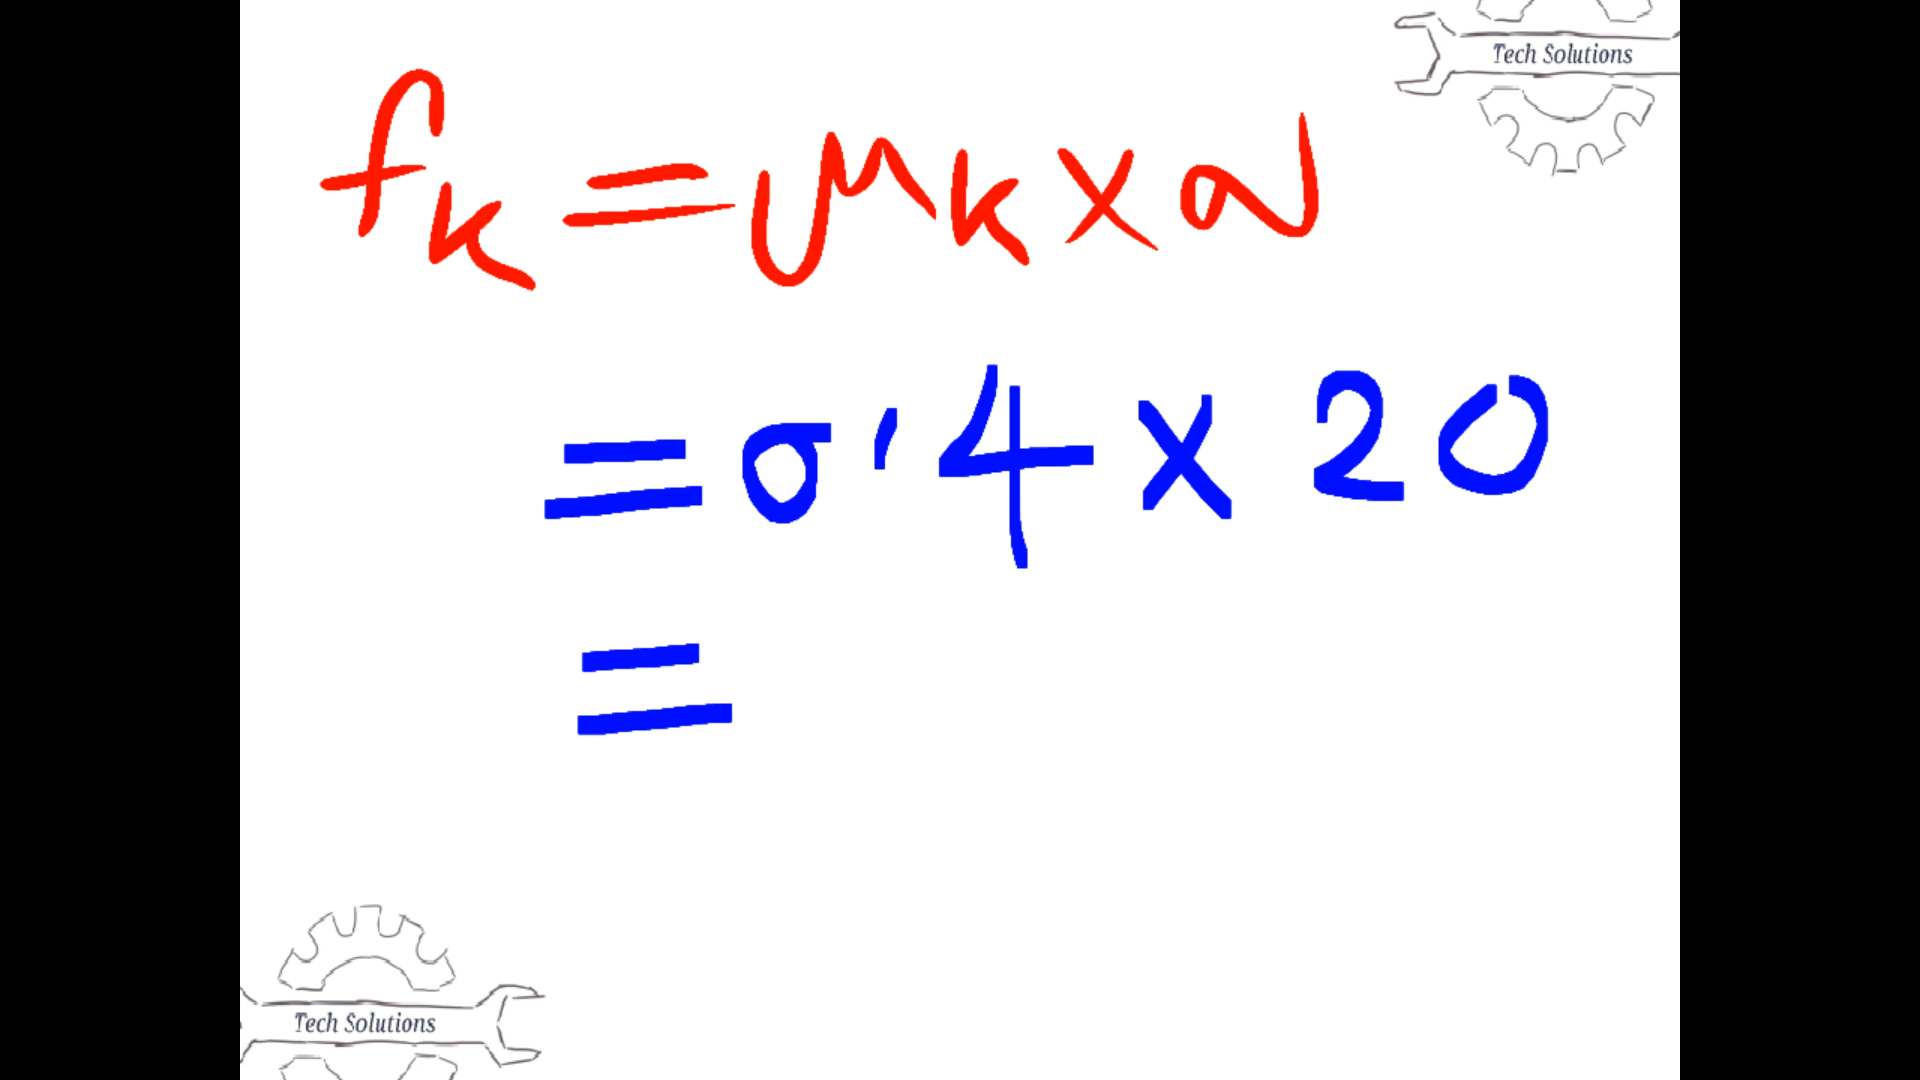 Tech Solutions
fk = μk × N
= 0.4 × 20
=
Tech Solutions